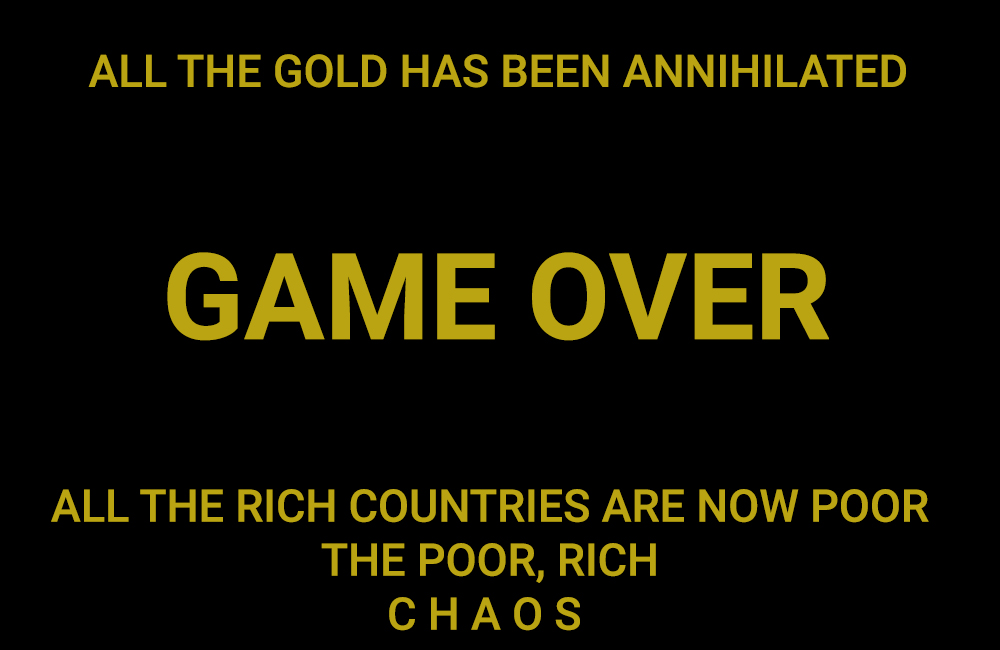 ALL THE GOLD HAS BEEN ANNIHILATED
GAME OVER
ALL THE RICH COUNTRIES ARE NOW POOR
THE POOR, RICH
C H A O S